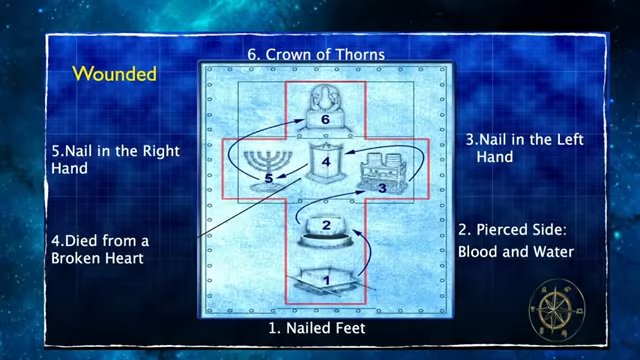 6. Crown of Thorns
Wounded
6
5.Nail in the Right
Hand
3.Nail in the Left
Hand
4
5
3
4.Died from a
Broken Heart
2
2. Pierced Side:
Blood and Water
1
1. Nailed Feet